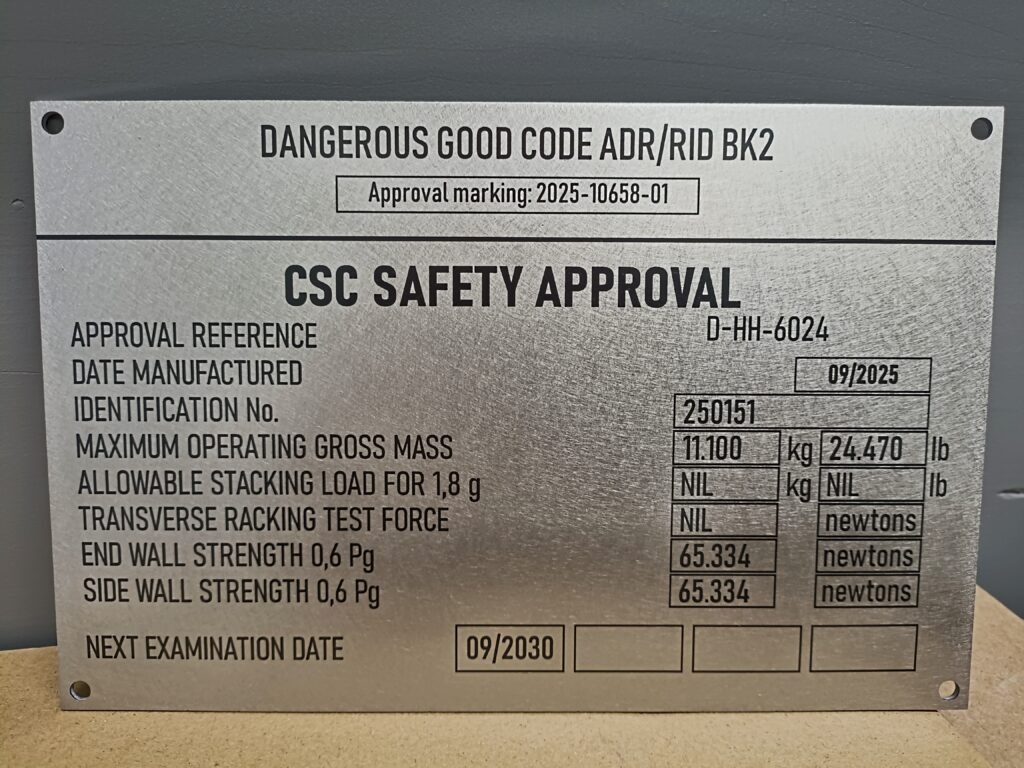 DANGEROUS GOOD CODE ADR/RID BK2
Approval marking: 2025-10658-01
CSC SAFETY APPROVAL
APPROVAL REFERENCE D-HH-6024
DATE MANUFACTURED 09/2025
IDENTIFICATION No. 250151
MAXIMUM OPERATING GROSS MASS 11.100 kg 24.470 lb
ALLOWABLE STACKING LOAD FOR 1,8 g NIL kg NIL lb
TRANSVERSE RACKING TEST FORCE NIL newtons
END WALL STRENGTH 0,6 Pg 65.334 newtons
SIDE WALL STRENGTH 0,6 Pg 65.334 newtons
NEXT EXAMINATION DATE 09/2030